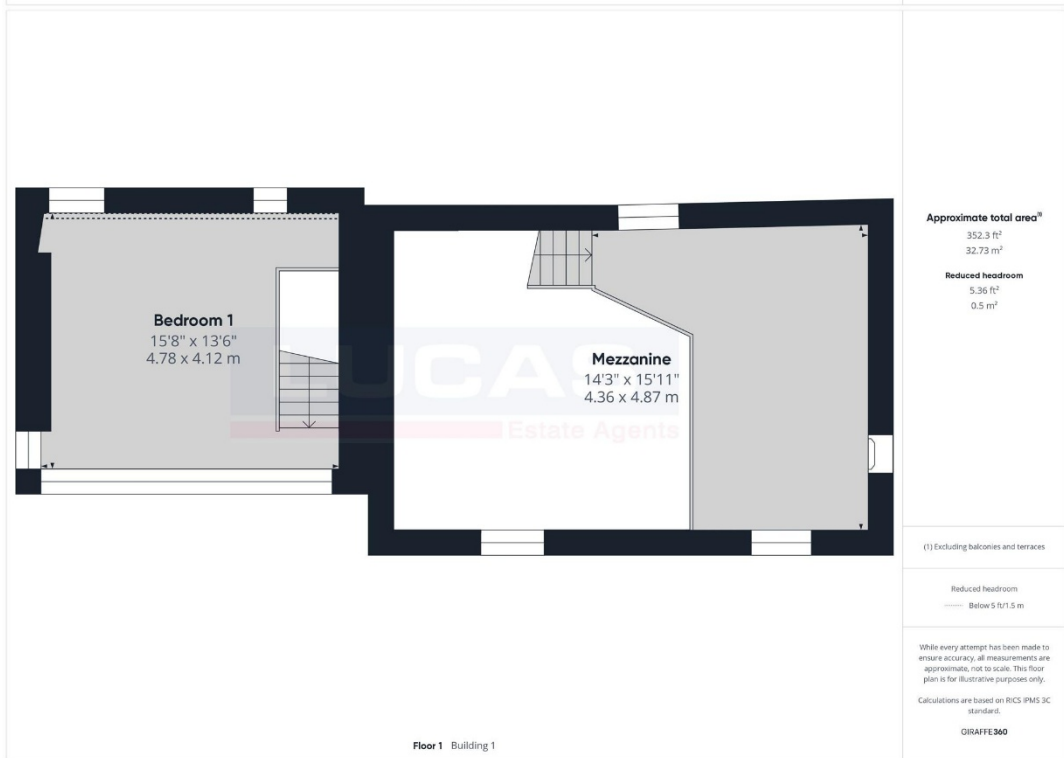 Bedroom 1
15'8" x 13'6"
4.78 x 4.12 m
Mezzanine
14'3" x 15'11"
4.36 x 4.87 m
LUCAS
Estate Agents
Approximate total area(1)
352.3 ft²
32.73 m²
Reduced headroom
5.36 ft²
0.5 m²
(1) Excluding balconies and terraces
Reduced headroom
Below 5 ft/1.5 m
While every attempt has been made to
ensure accuracy, all measurements are
approximate, not to scale. This floor
plan is for illustrative purposes only.
Calculations are based on RICS IPMS 3C
standard.
GIRAFFE360
Floor 1 Building 1